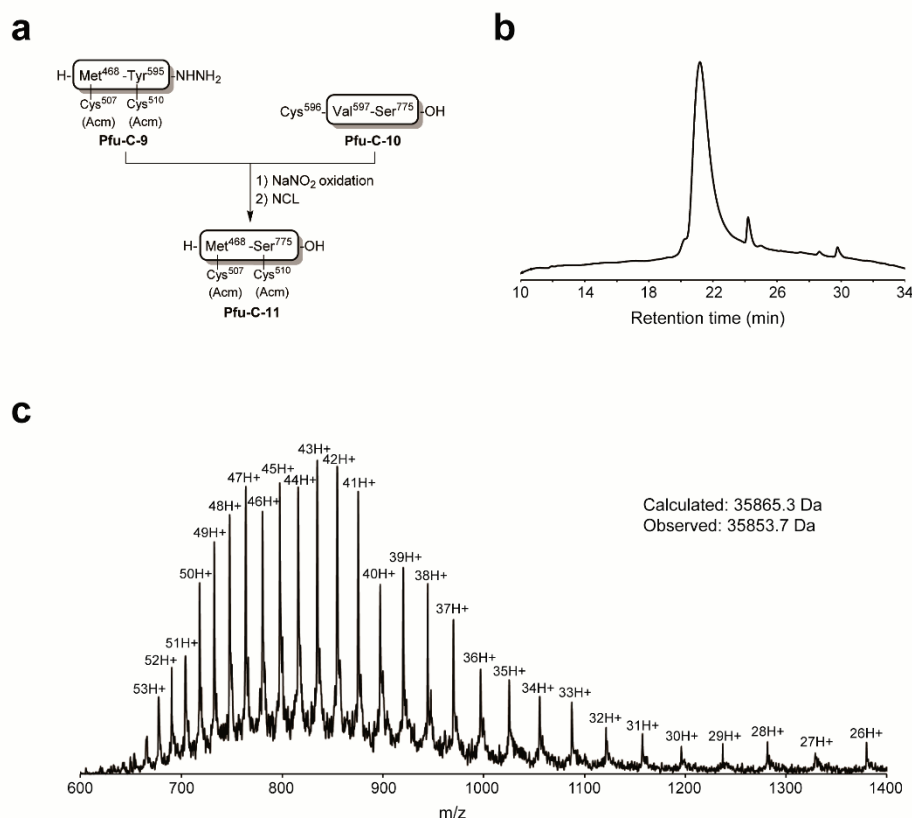 a
H- Met⁴⁶⁸ -Tyr⁵⁹⁵ -NHNH₂
Cys⁵⁰⁷ Cys⁵¹⁰
(Acm) (Acm)
Pfu-C-9
Cys⁵⁹⁶- Val⁵⁹⁷-Ser⁷⁷⁵ -OH
Pfu-C-10
1) NaNO₂ oxidation
2) NCL
H- Met⁴⁶⁸ -Ser⁷⁷⁵ -OH
Cys⁵⁰⁷ Cys⁵¹⁰
(Acm) (Acm)
Pfu-C-11
b
10 14 18 22 26 30 34
Retention time (min)
c
53H+ 52H+ 51H+ 50H+ 49H+ 48H+ 47H+ 46H+ 45H+ 44H+ 43H+ 42H+ 41H+ 40H+ 39H+ 38H+ 37H+ 36H+ 35H+ 34H+ 33H+ 32H+ 31H+ 30H+ 29H+ 28H+ 27H+ 26H+
Calculated: 35865.3 Da
Observed: 35853.7 Da
600 700 800 900 1000 1100 1200 1300 1400
m/z